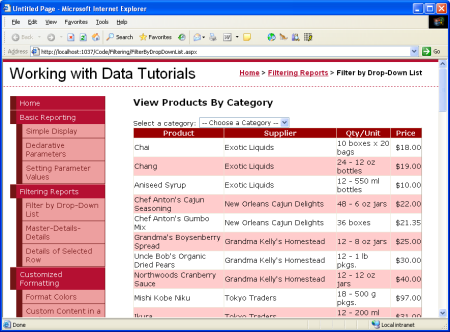 Untitled Page - Microsoft Internet Explorer
File Edit View Favorites Tools Help
Back Search Favorites
Address http://localhost:1037/Code/Filtering/FilterByDropDownList.aspx Go
Working with Data Tutorials
Home > Filtering Reports > Filter by Drop-Down List
Home
Basic Reporting
Simple Display
Declarative Parameters
Setting Parameter Values
Filtering Reports
Filter by Drop-Down List
Master-Details-Details
Details of Selected Row
Customized Formatting
Format Colors
Custom Content in a
View Products By Category
Select a category: -- Choose a Category --
Product Supplier Qty/Unit Price
Chai Exotic Liquids 10 boxes x 20 bags $18.00
Chang Exotic Liquids 24 - 12 oz bottles $19.00
Aniseed Syrup Exotic Liquids 12 - 550 ml bottles $10.00
Chef Anton's Cajun Seasoning New Orleans Cajun Delights 48 - 6 oz jars $22.00
Chef Anton's Gumbo Mix New Orleans Cajun Delights 36 boxes $21.35
Grandma's Boysenberry Spread Grandma Kelly's Homestead 12 - 8 oz jars $25.00
Uncle Bob's Organic Dried Pears Grandma Kelly's Homestead 12 - 1 lb pkgs. $30.00
Northwoods Cranberry Sauce Grandma Kelly's Homestead 12 - 12 oz jars $40.00
Mishi Kobe Niku Tokyo Traders 18 - 500 g pkgs. $97.00
Ikura Tokyo Traders 12 - 200 ml $31.00
Done Local intranet